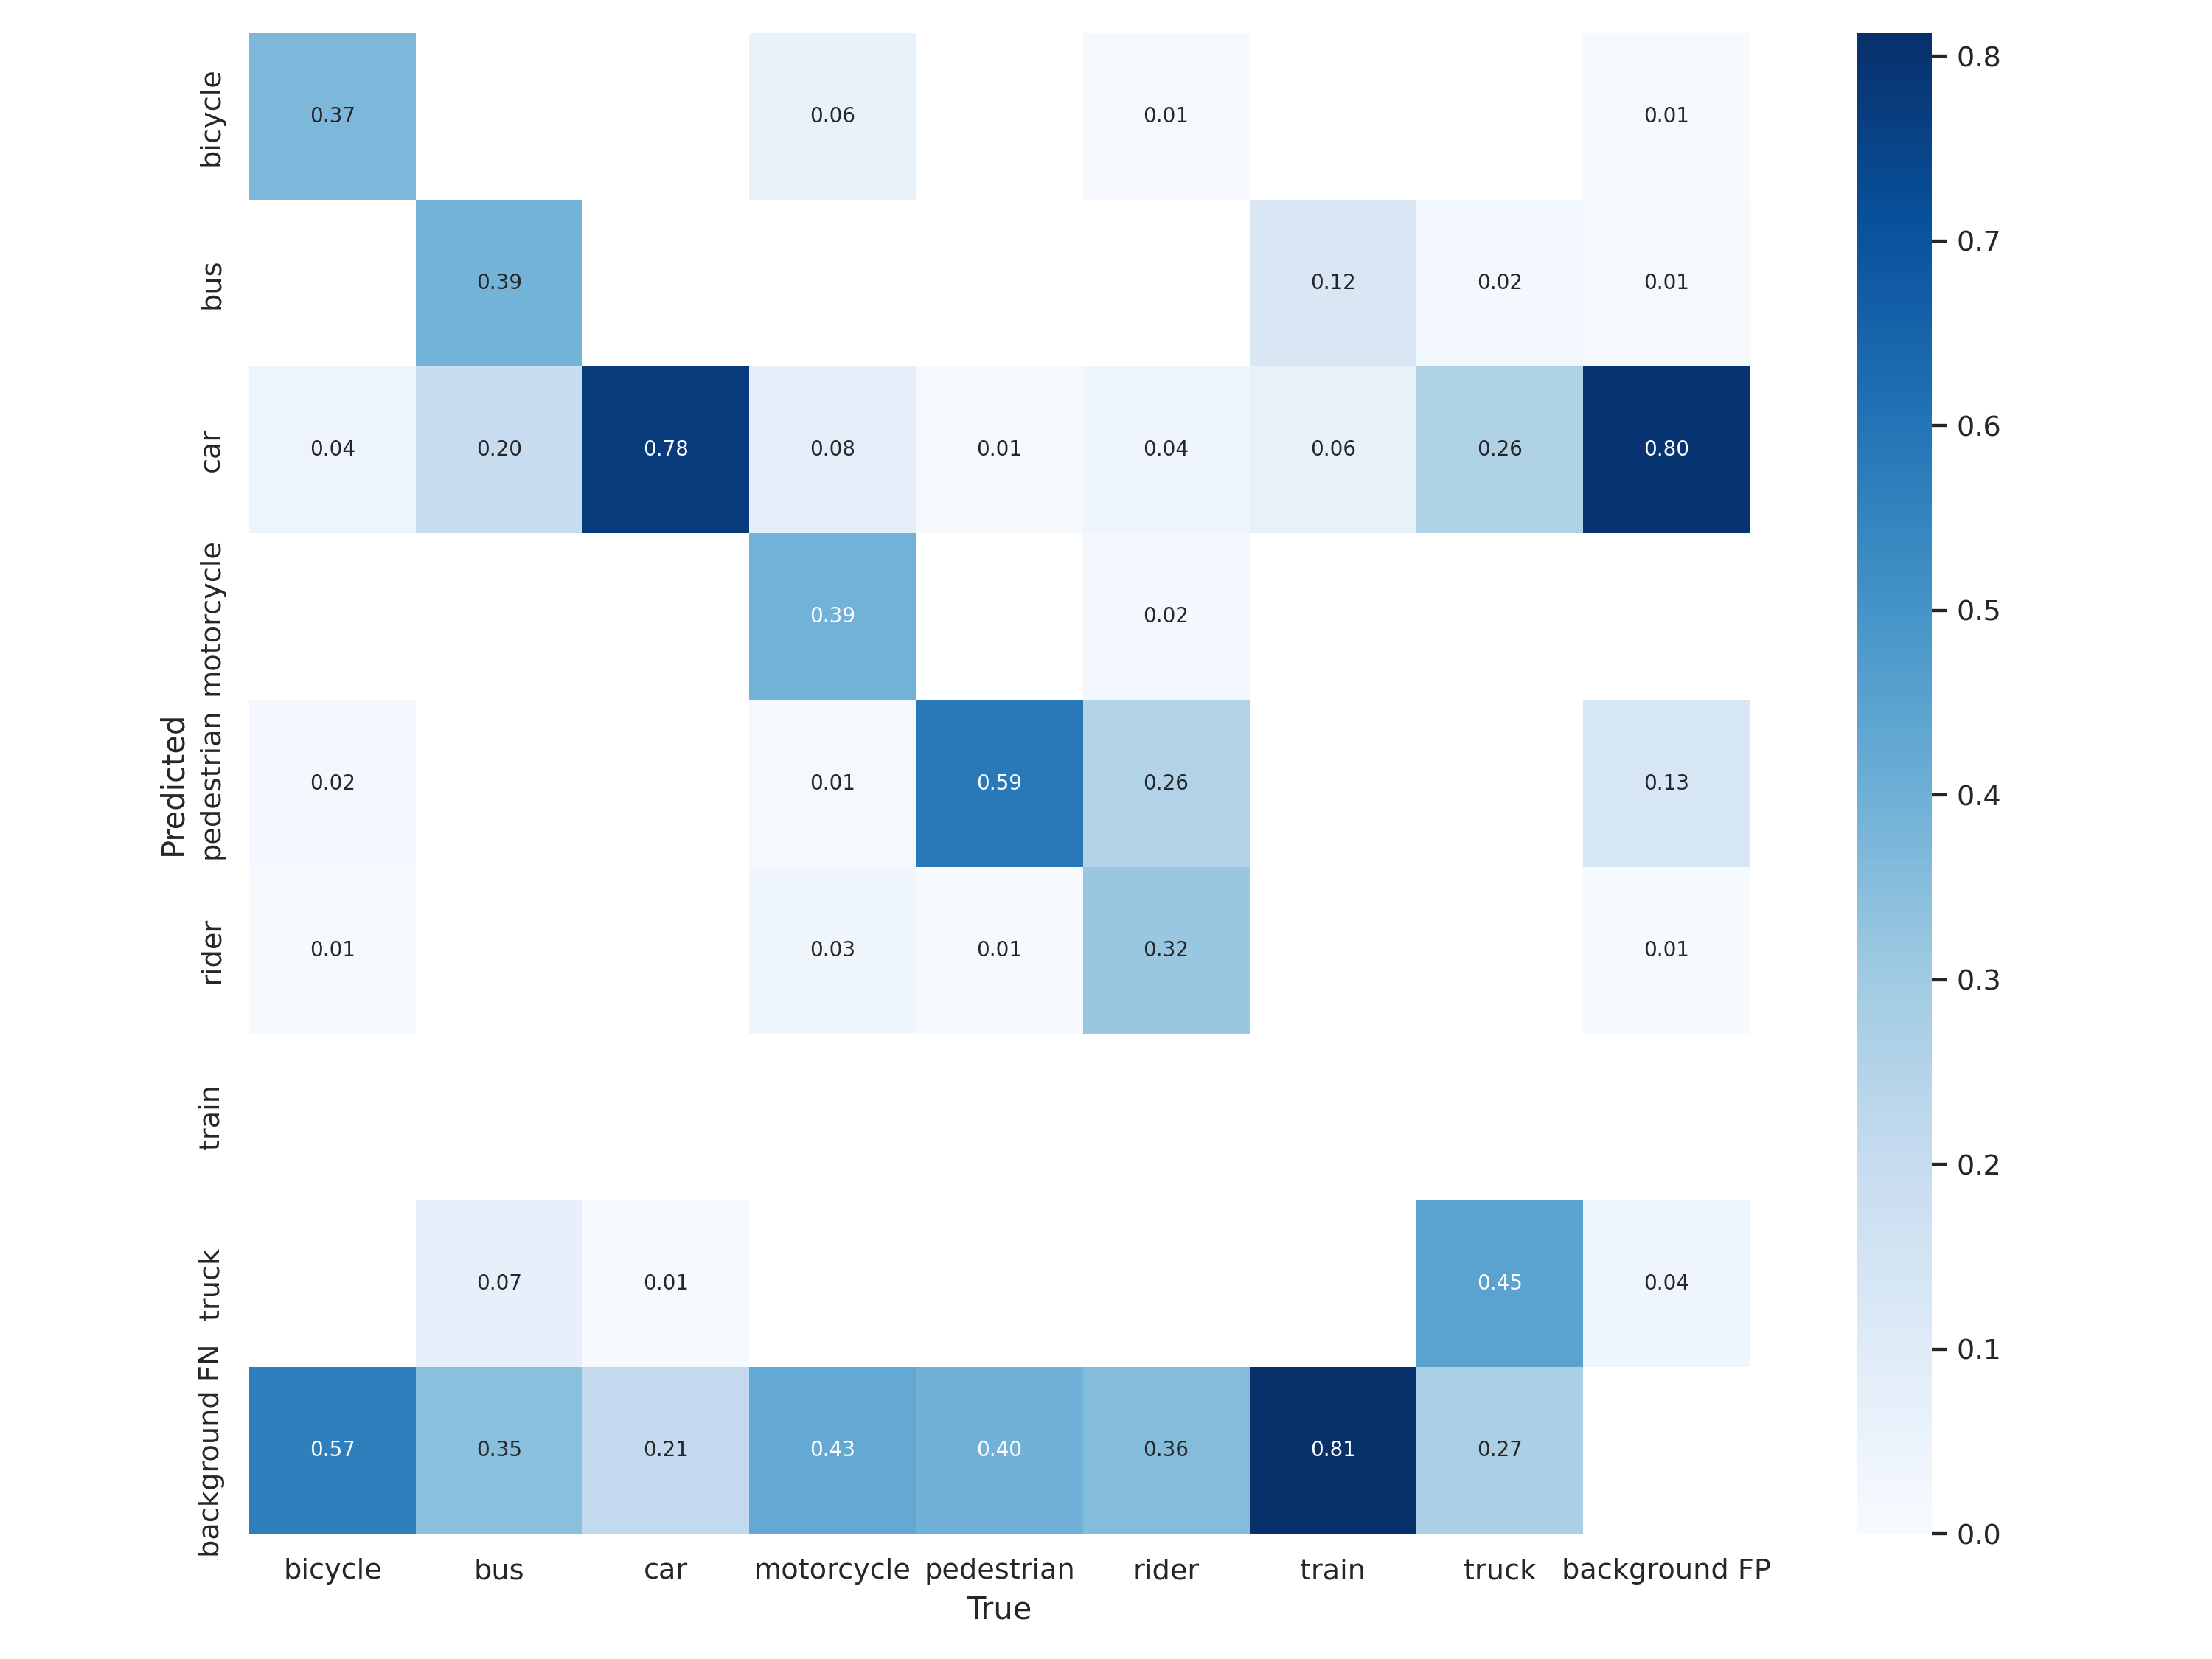 bicycle 0.37 0.06 0.01 0.01
bus 0.39 0.12 0.02 0.01
car 0.04 0.20 0.78 0.08 0.01 0.04 0.06 0.26 0.80
motorcycle 0.39 0.02
pedestrian 0.02 0.01 0.59 0.26 0.13
rider 0.01 0.03 0.01 0.32 0.01
train
truck 0.07 0.01 0.45 0.04
background FN 0.57 0.35 0.21 0.43 0.40 0.36 0.81 0.27
Predicted
bicycle bus car motorcycle pedestrian rider train truck background FP
True
0.8
0.7
0.6
0.5
0.4
0.3
0.2
0.1
0.0